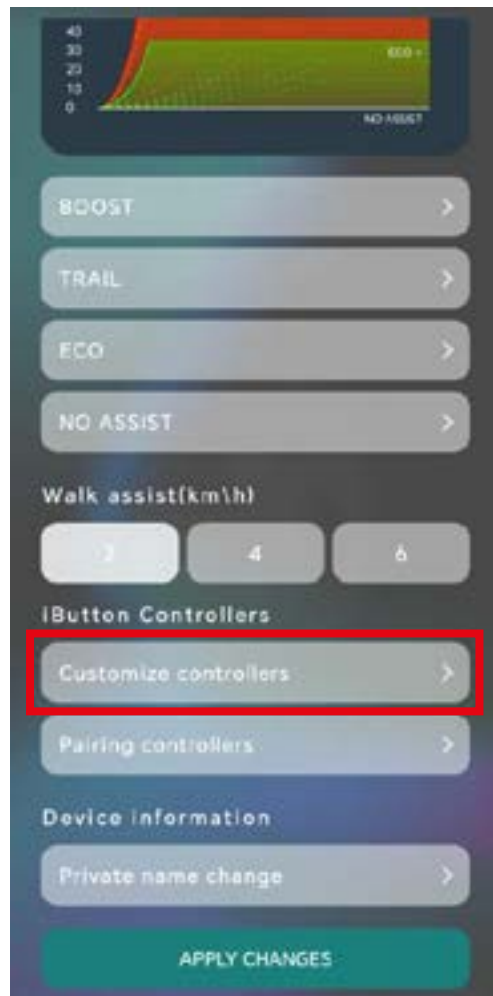 40
30
20
10
0
ECO +
NO ASSIST
BOOST
TRAIL
ECO
NO ASSIST
Walk assist(km\h)
2 4 6
iButton Controllers
Customize controllers
Pairing controllers
Device information
Private name change
APPLY CHANGES